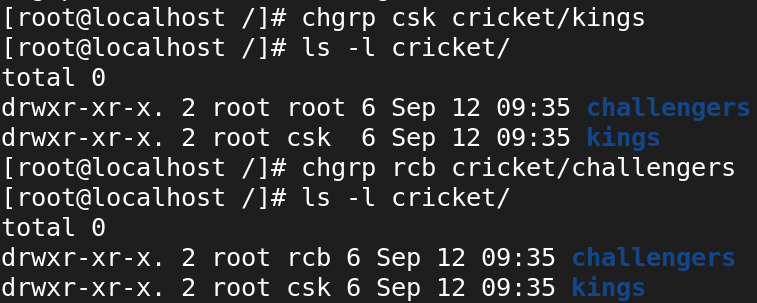 [root@localhost /]# chgrp csk cricket/kings
[root@localhost /]# ls -l cricket/
total 0
drwxr-xr-x. 2 root root 6 Sep 12 09:35 challengers
drwxr-xr-x. 2 root csk  6 Sep 12 09:35 kings
[root@localhost /]# chgrp rcb cricket/challengers
[root@localhost /]# ls -l cricket/
total 0
drwxr-xr-x. 2 root rcb 6 Sep 12 09:35 challengers
drwxr-xr-x. 2 root csk 6 Sep 12 09:35 kings